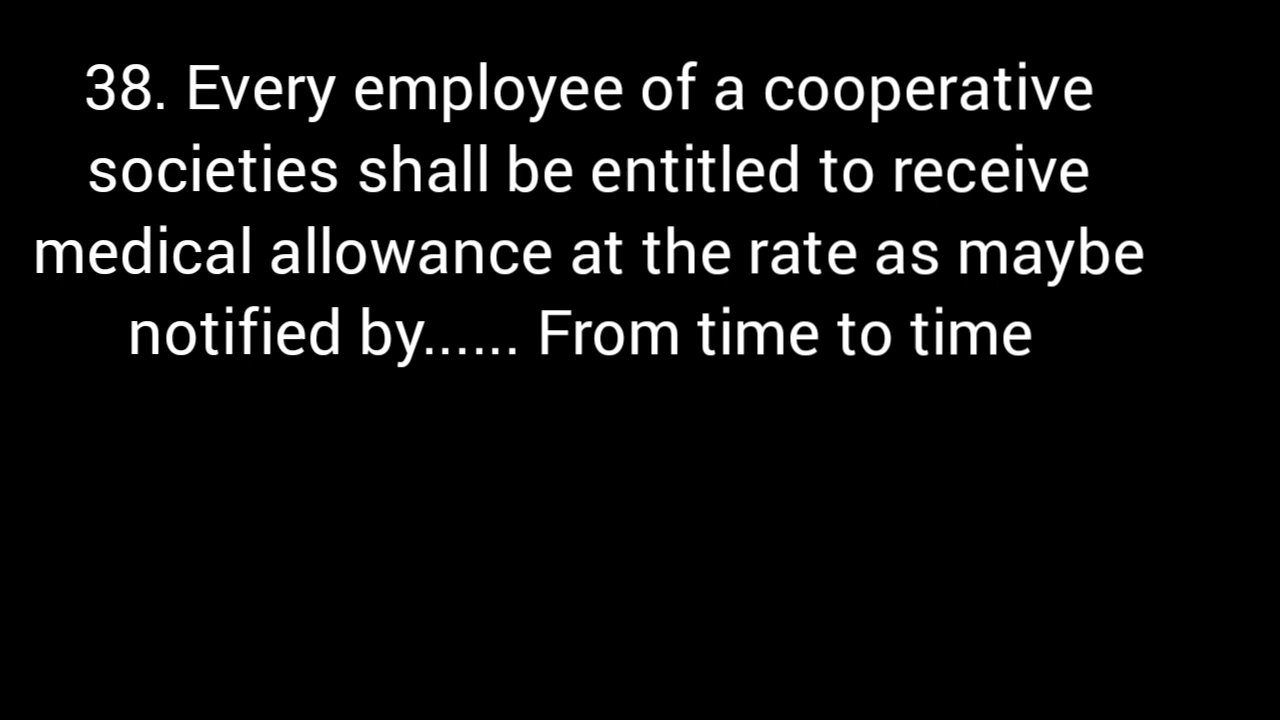 38. Every employee of a cooperative
societies shall be entitled to receive
medical allowance at the rate as maybe
notified by...... From time to time